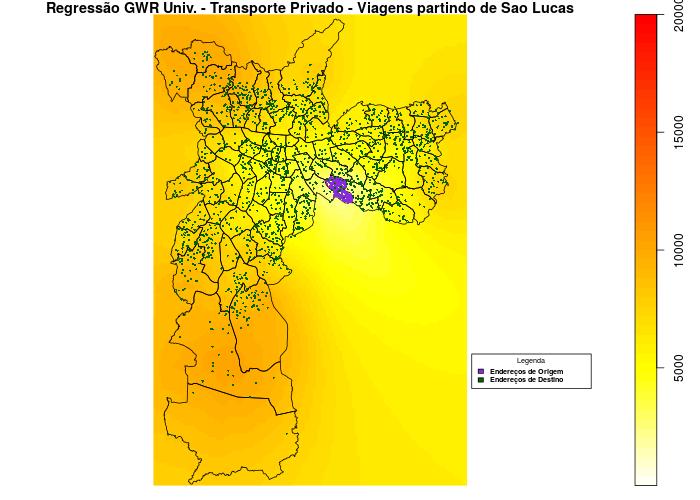 Regressão GWR Univ. - Transporte Privado - Viagens partindo de Sao Lucas
20000
15000
10000
5000
Legenda
Endereços de Origem
Endereços de Destino